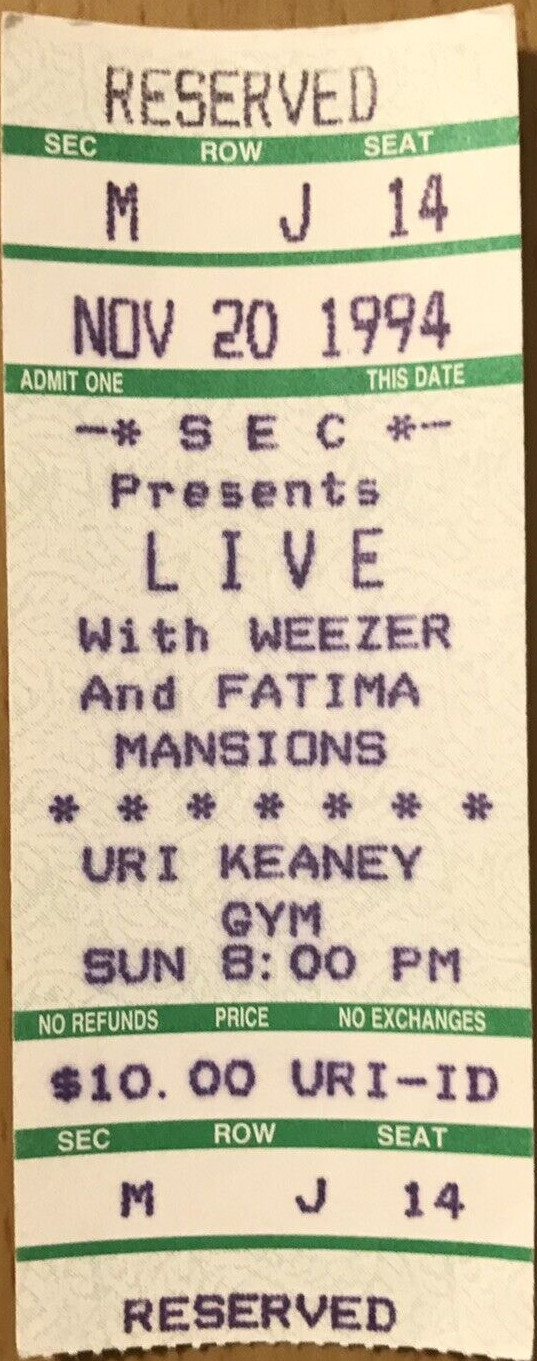 RESERVED
SEC ROW SEAT
M J 14
NOV 20 1994
ADMIT ONE THIS DATE
-* S E C *-
Presents
L I V E
With WEEZER
And FATIMA
MANSIONS
* * * * * * *
URI KEANEY
GYM
SUN 8:00 PM
NO REFUNDS PRICE NO EXCHANGES
$10.00 URI-ID
SEC ROW SEAT
M J 14
RESERVED